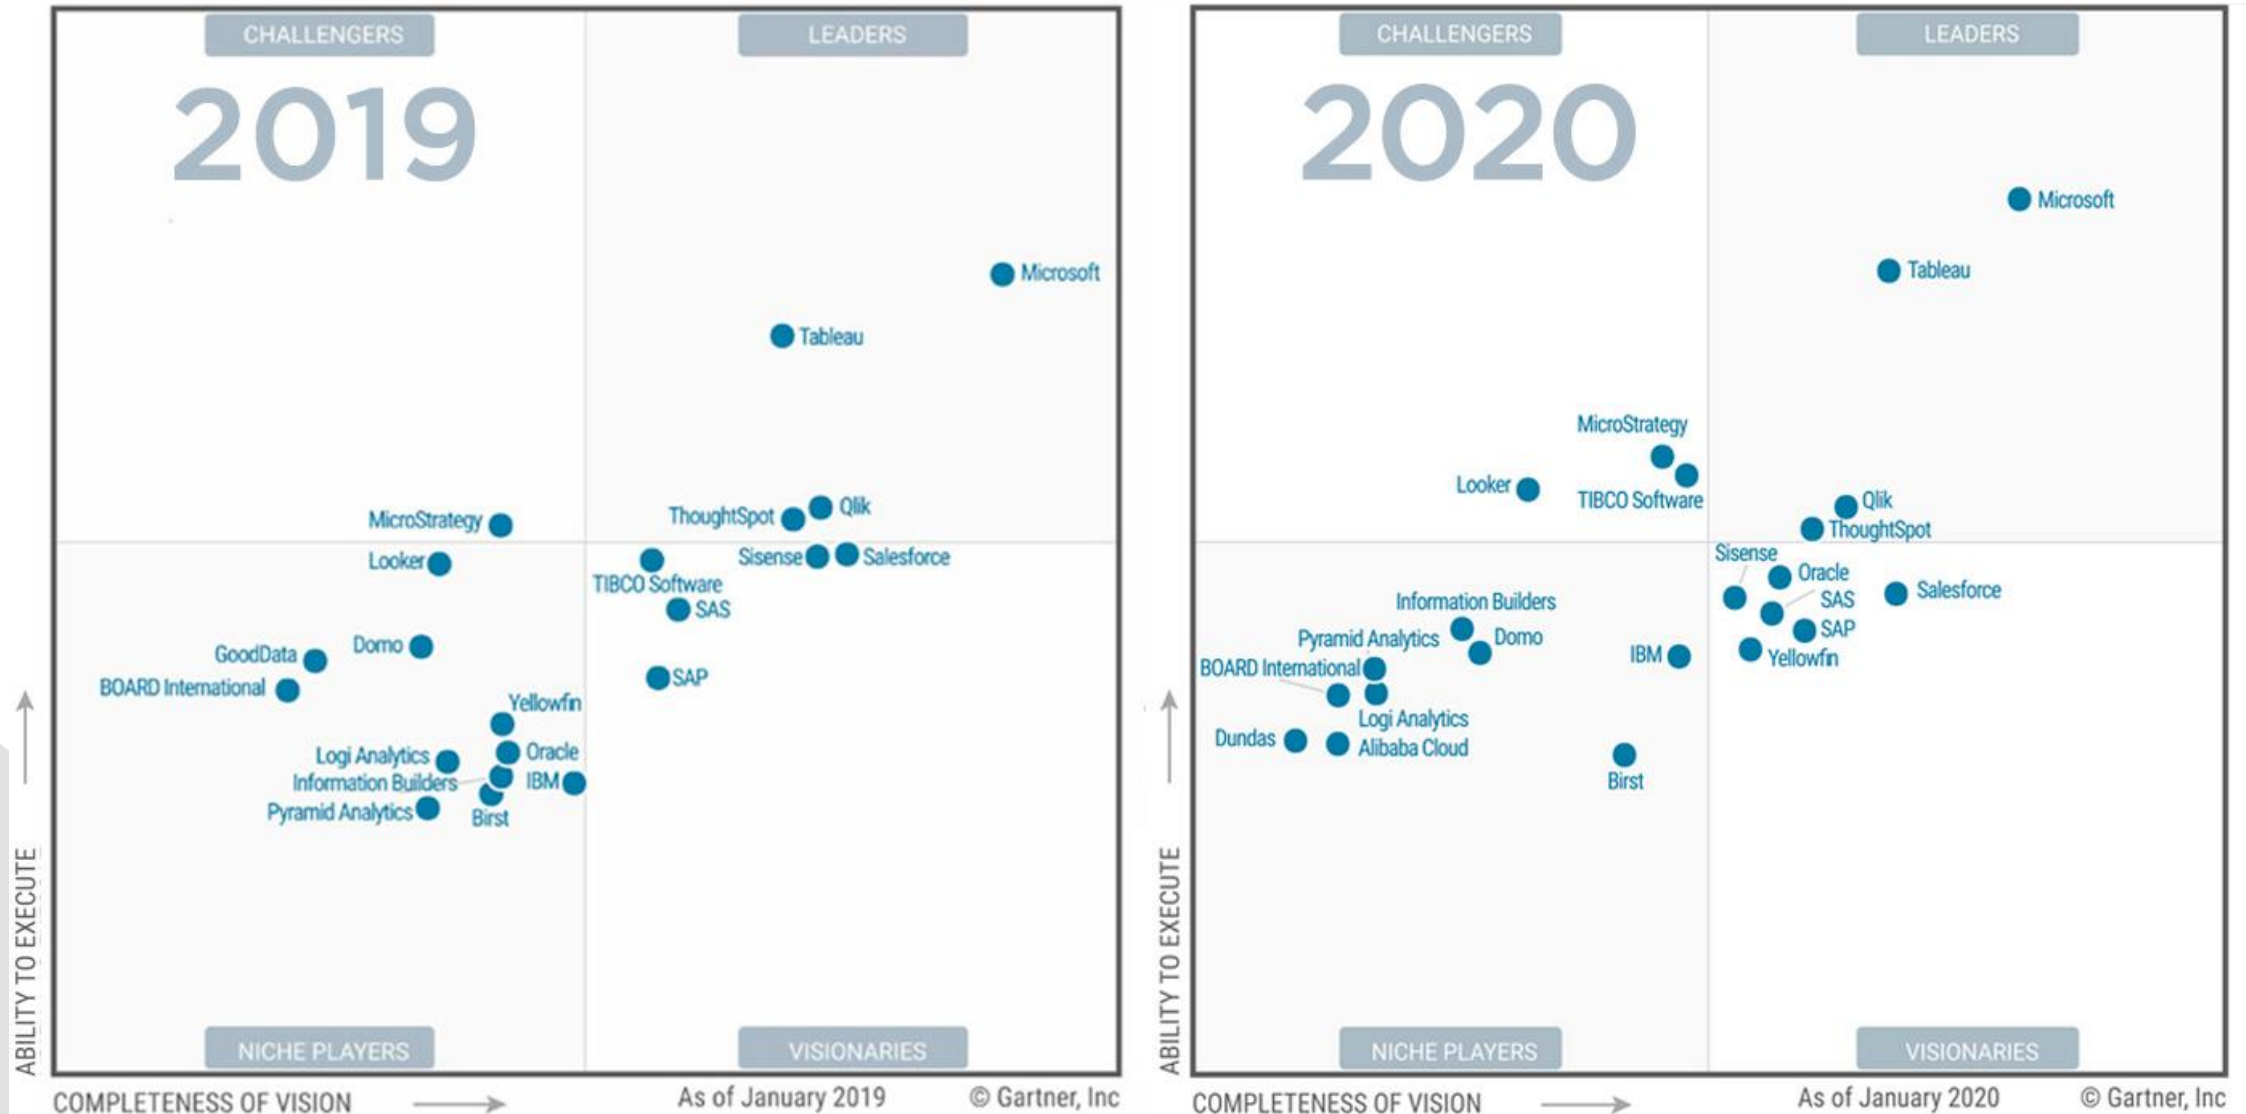 CHALLENGERS
LEADERS
2019
Microsoft
Tableau
MicroStrategy
ThoughtSpot
Qlik
Looker
Sisense
Salesforce
TIBCO Software
SAS
GoodData
Domo
BOARD International
SAP
Yellowfin
Logi Analytics
Oracle
Information Builders
IBM
Pyramid Analytics
Birst
NICHE PLAYERS
VISIONARIES
ABILITY TO EXECUTE
COMPLETENESS OF VISION
As of January 2019
© Gartner, Inc
CHALLENGERS
LEADERS
2020
Microsoft
Tableau
MicroStrategy
Looker
TIBCO Software
Qlik
ThoughtSpot
Sisense
Oracle
Salesforce
SAS
Information Builders
SAP
Pyramid Analytics
Domo
IBM
Yellowfin
BOARD International
Logi Analytics
Dundas
Alibaba Cloud
Birst
NICHE PLAYERS
VISIONARIES
ABILITY TO EXECUTE
COMPLETENESS OF VISION
As of January 2020
© Gartner, Inc